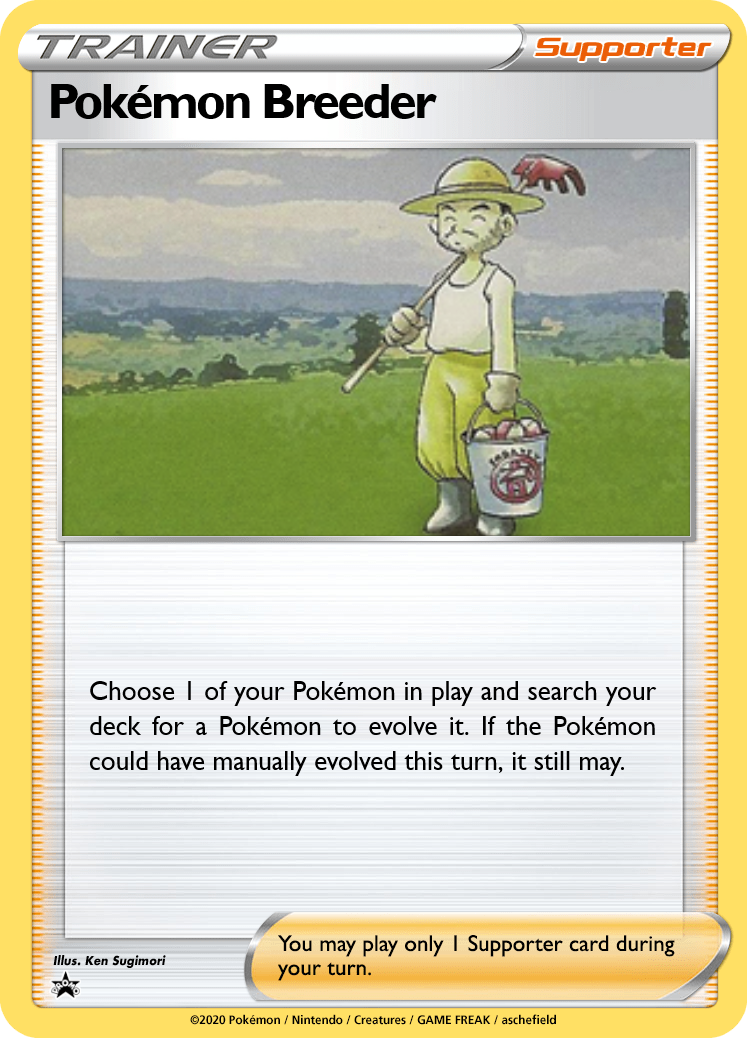 TRAINER
Supporter
Pokémon Breeder
Choose 1 of your Pokémon in play and search your
deck for a Pokémon to evolve it. If the Pokémon
could have manually evolved this turn, it still may.
You may play only 1 Supporter card during
your turn.
Illus. Ken Sugimori
PROMO
©2020 Pokémon / Nintendo / Creatures / GAME FREAK / aschefield